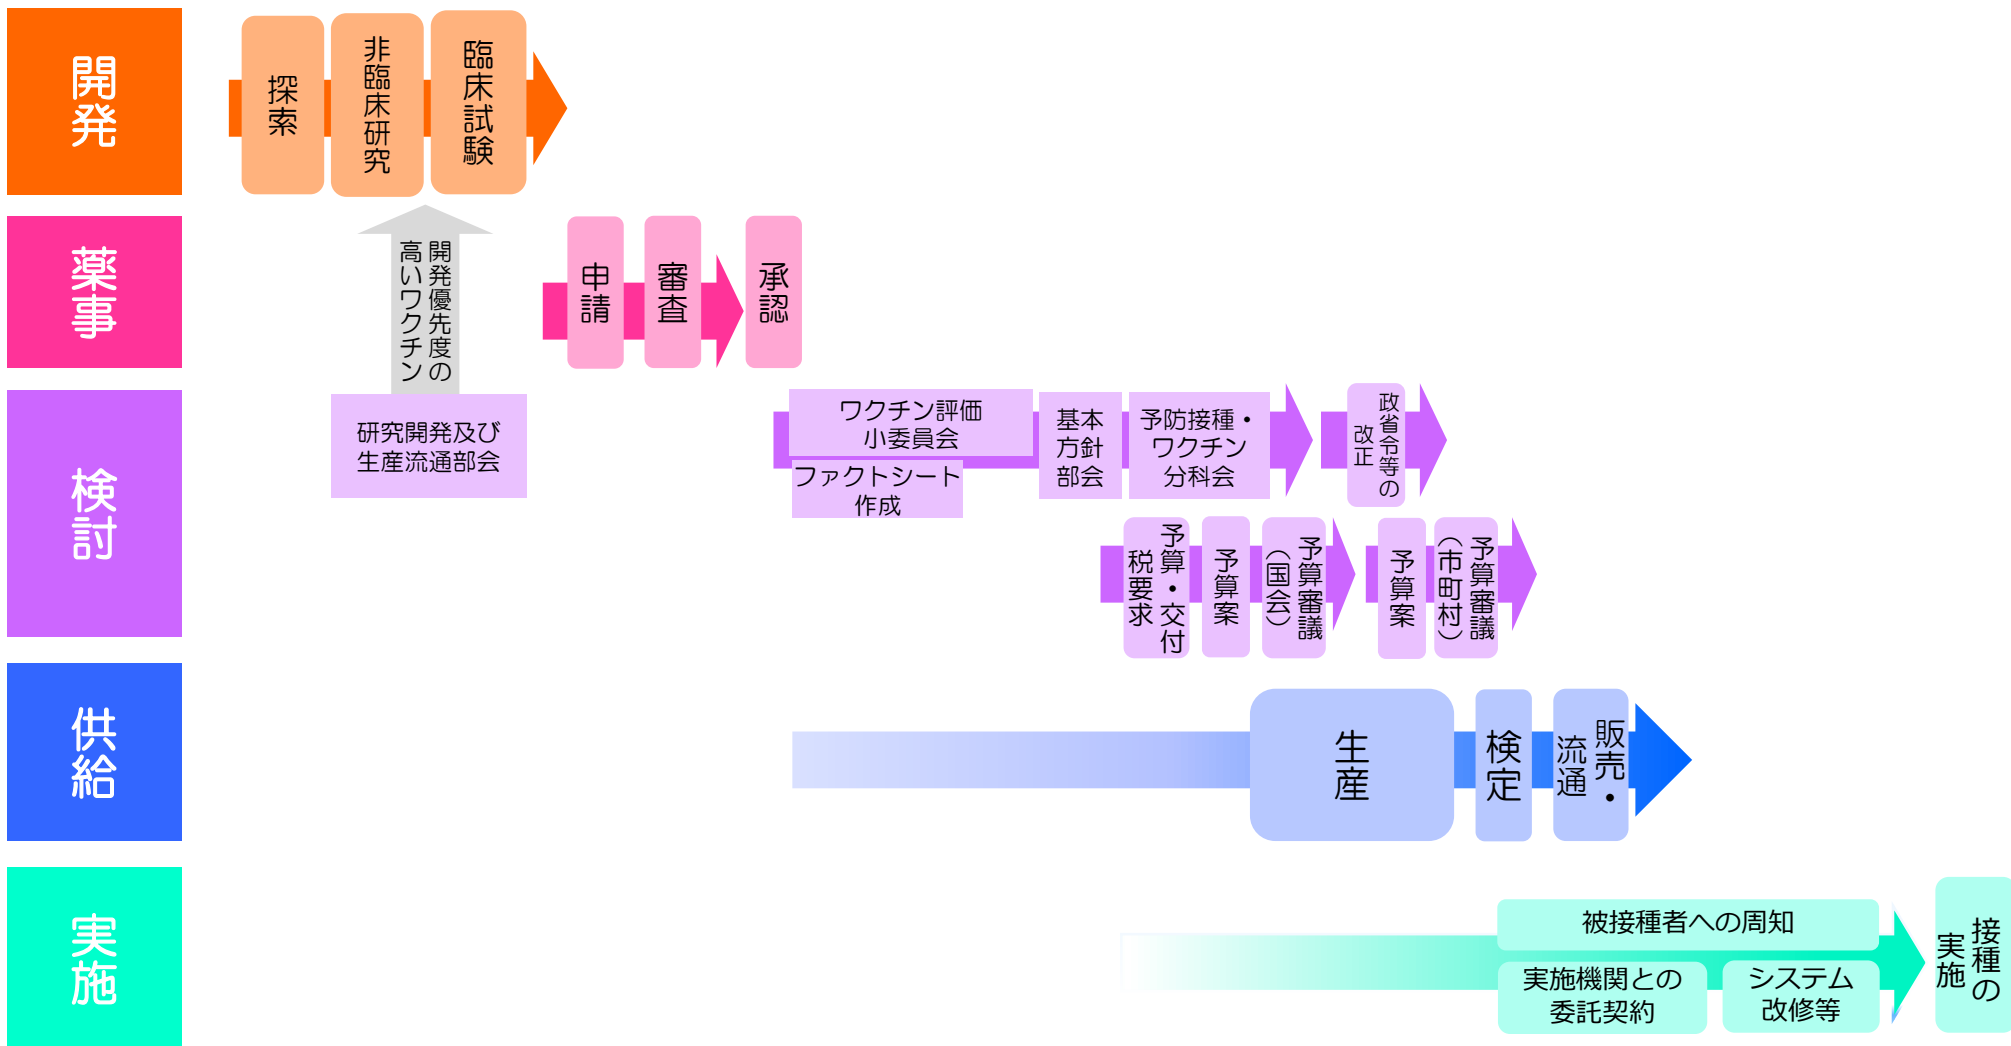 開発
探索
非臨床研究
臨床試験
薬事
開発優先度の
高いワクチン
申請
審査
承認
検討
研究開発及び
生産流通部会
ワクチン評価
小委員会
ファクトシート
作成
基本
方針
部会
予防接種・
ワクチン
分科会
政省令等の
改正
予算・交付
税要求
予算案
予算審議
（国会）
予算案
予算審議
（市町村）
供給
生産
検定
販売・
流通
実施
被接種者への周知
実施機関との
委託契約
システム
改修等
接種の
実施